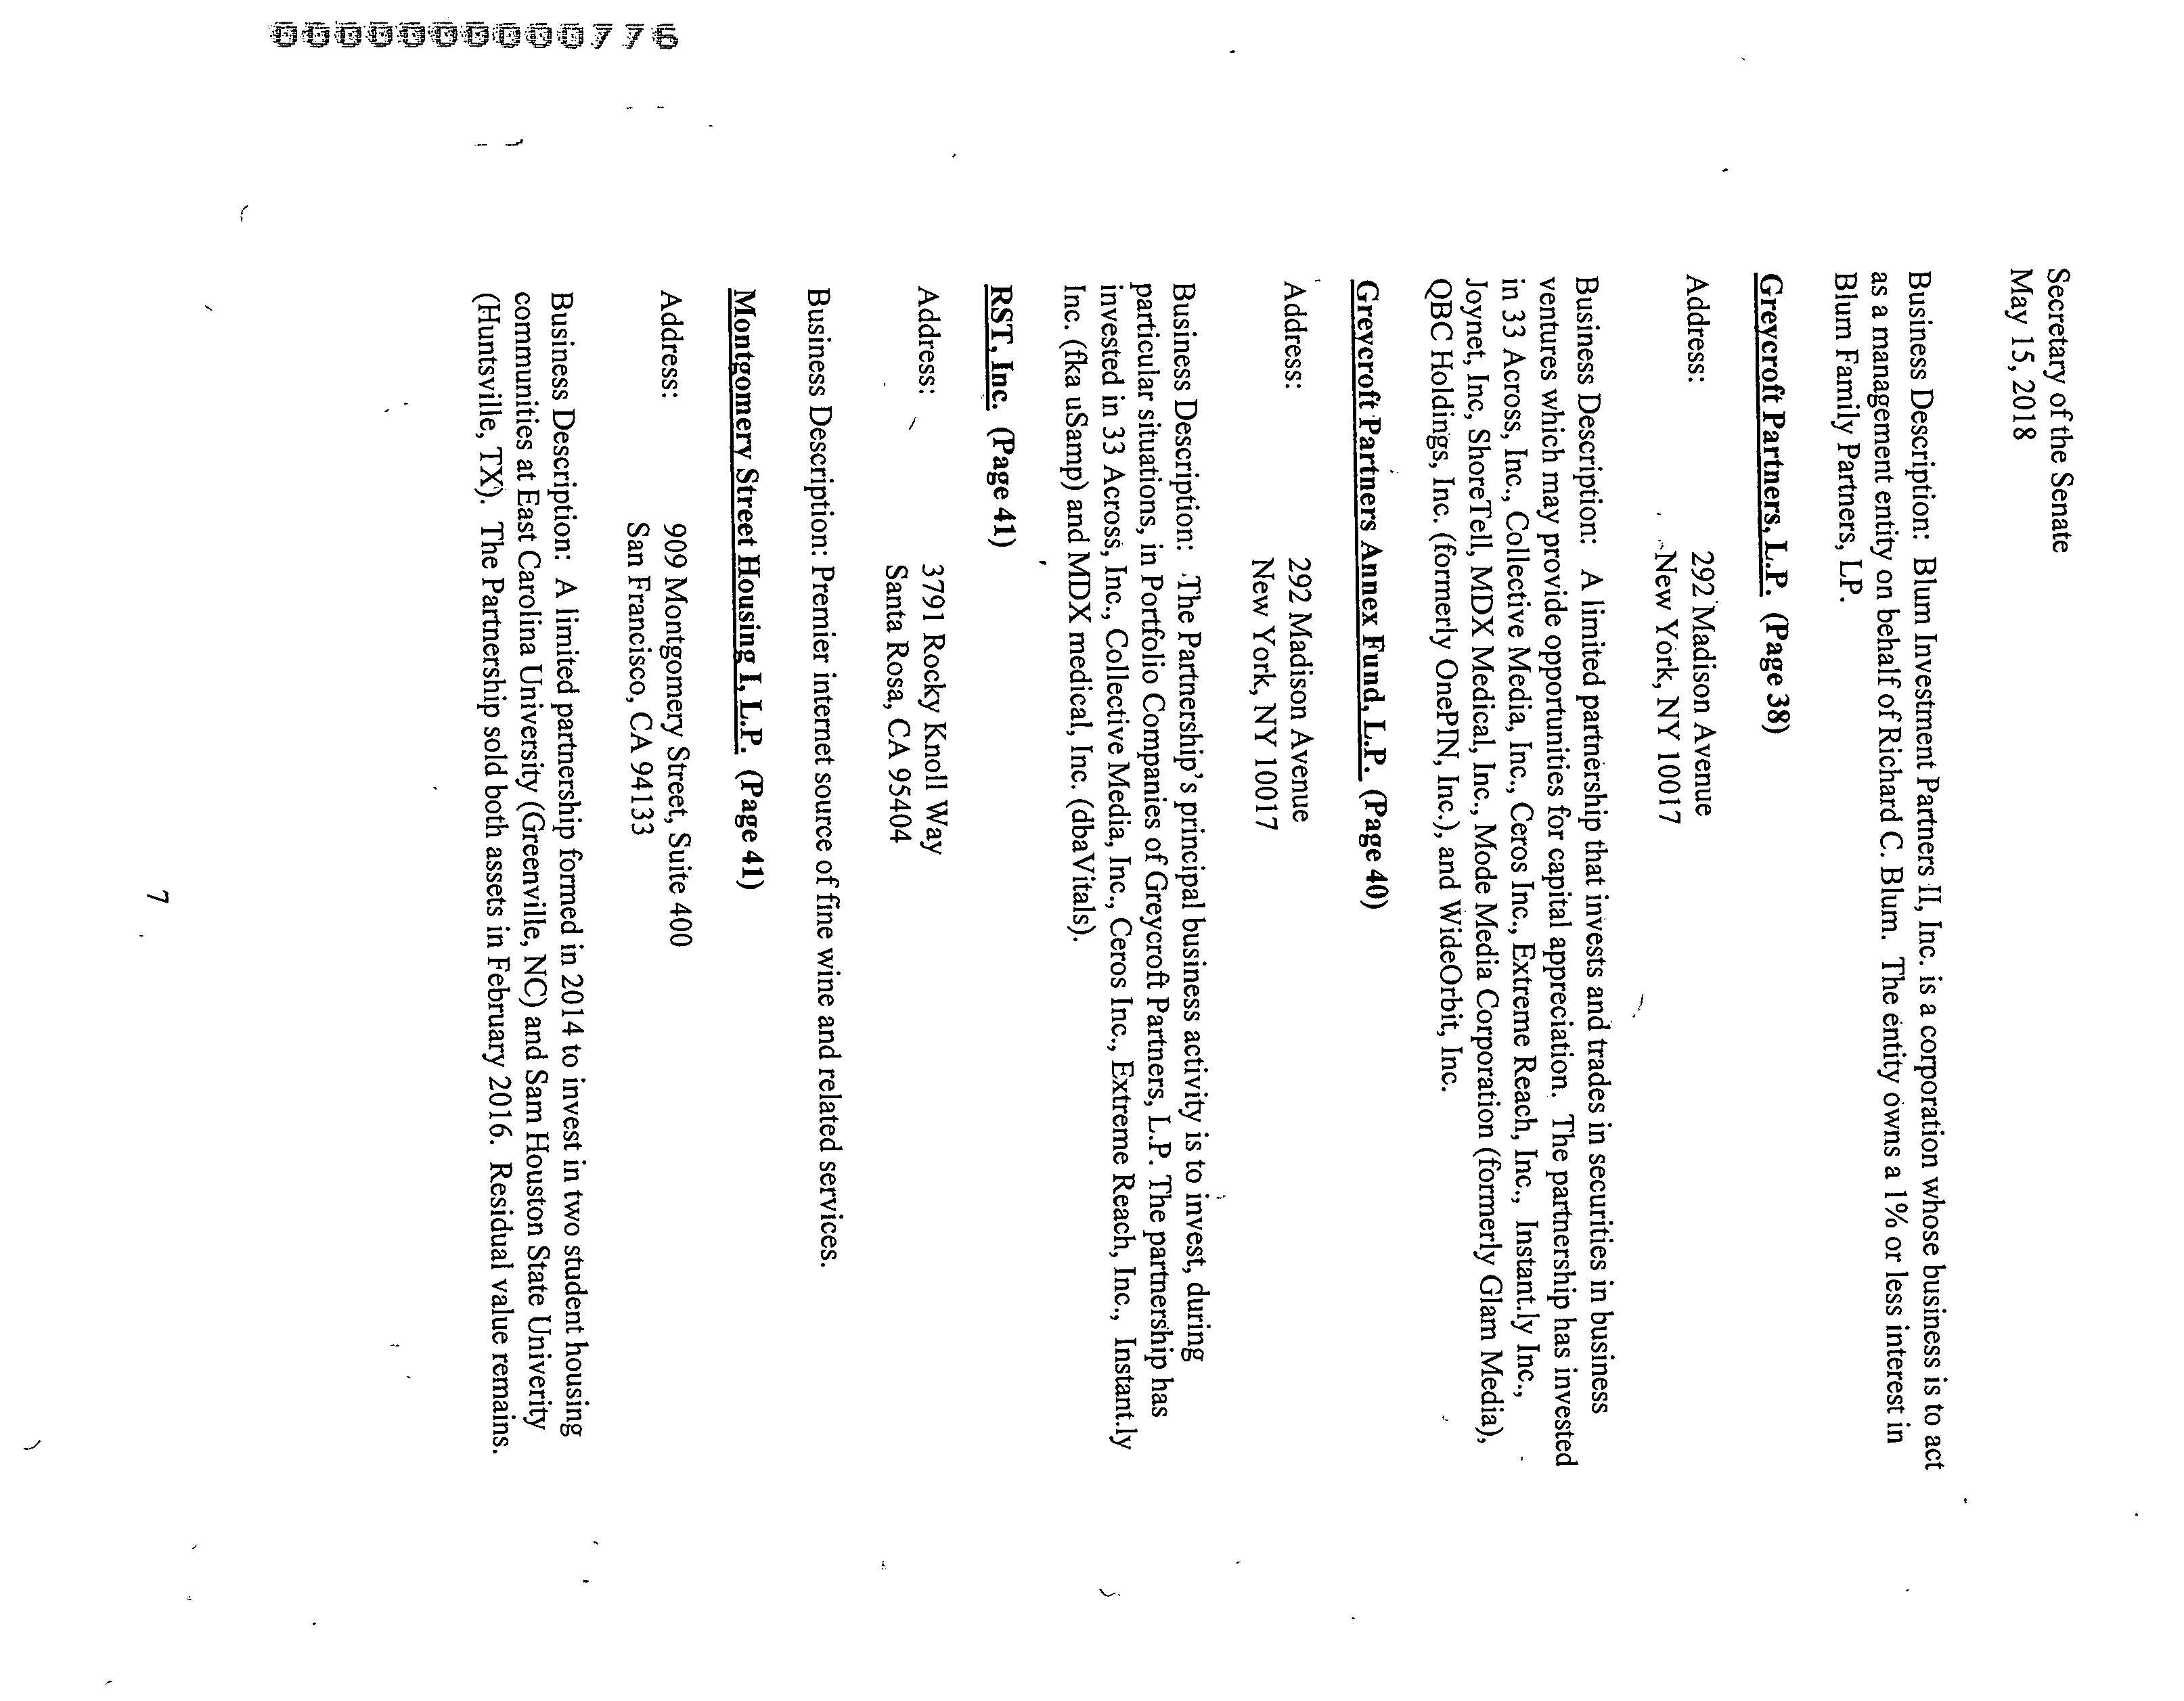 Secretary of the Senate
May 15, 2018
Business Description: Blum Investment Partners II, Inc. is a corporation whose business is to act
as a management entity on behalf of Richard C. Blum. The entity owns a 1% or less interest in
Blum Family Partners, LP.
Greycroft Partners, L.P. (Page 38)
Address: 292 Madison Avenue
New York, NY 10017
Business Description: A limited partnership that invests and trades in securities in business
ventures which may provide opportunities for capital appreciation. The partnership has invested
in 33 Across, Inc., Collective Media, Inc., Ceros Inc., Extreme Reach, Inc., Instant.ly Inc.,
Joynet, Inc, ShoreTell, MDX Medical, Inc., Mode Media Corporation (formerly Glam Media),
QBC Holdings, Inc. (formerly OnePIN, Inc.), and WideOrbit, Inc.
Greycroft Partners Annex Fund, L.P. (Page 40)
Address: 292 Madison Avenue
New York, NY 10017
Business Description: The Partnership's principal business activity is to invest, during
particular situations, in Portfolio Companies of Greycroft Partners, L.P. The partnership has
invested in 33 Across, Inc., Collective Media, Inc., Ceros Inc., Extreme Reach, Inc., Instant.ly
Inc. (fka uSamp) and MDX medical, Inc. (dbaVitals).
RST, Inc. (Page 41)
Address: 3791 Rocky Knoll Way
Santa Rosa, CA 95404
Business Description: Premier internet source of fine wine and related services.
Montgomery Street Housing I, L.P. (Page 41)
Address: 909 Montgomery Street, Suite 400
San Francisco, CA 94133
Business Description: A limited partnership formed in 2014 to invest in two student housing
communities at East Carolina University (Greenville, NC) and Sam Houston State Univerity
(Huntsville, TX). The Partnership sold both assets in February 2016. Residual value remains.
7
0000000000776